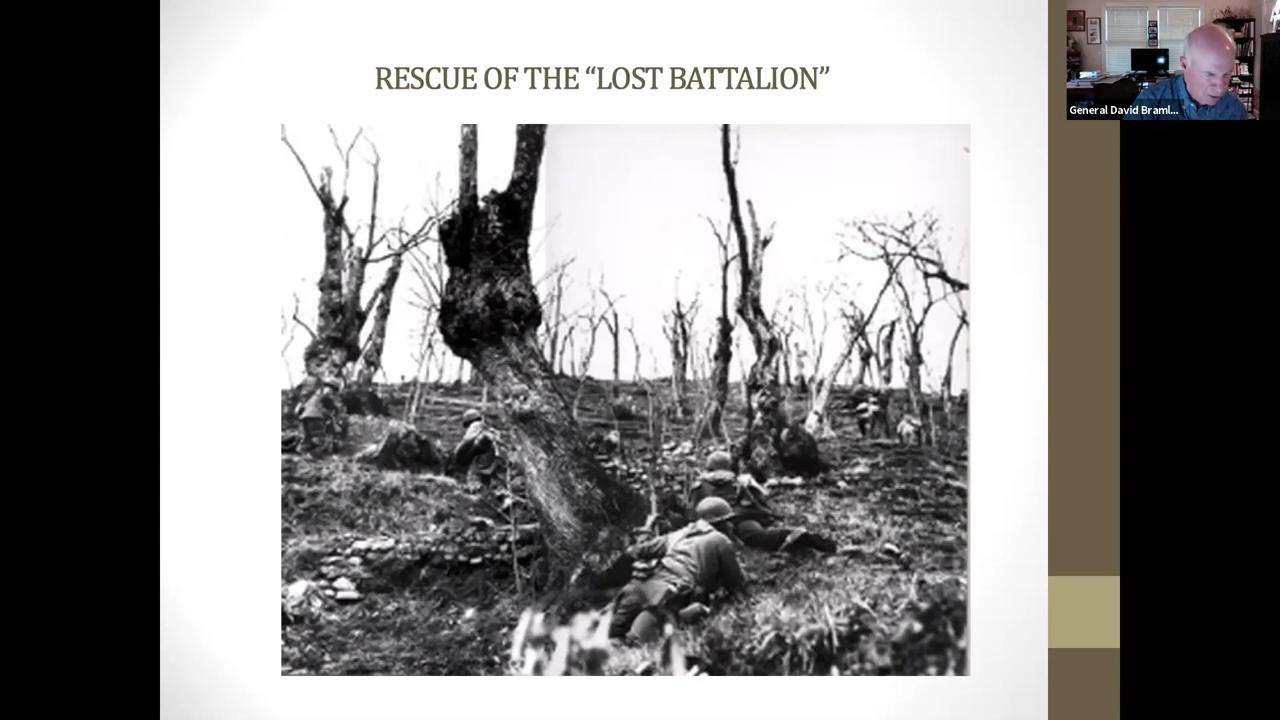 RESCUE OF THE “LOST BATTALION”
General David Braml...